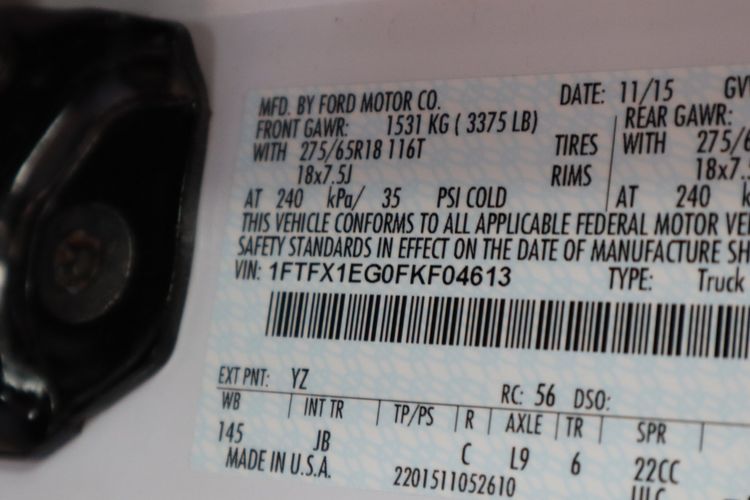 MFD. BY FORD MOTOR CO. DATE: 11/15
FRONT GAWR: 1531 KG ( 3375 LB) REAR GAWR:
WITH 275/65R18 116T TIRES WITH
18x7.5J RIMS
AT 240 kPa/ 35 PSI COLD AT 240
THIS VEHICLE CONFORMS TO ALL APPLICABLE FEDERAL MOTOR
SAFETY STANDARDS IN EFFECT ON THE DATE OF MANUFACTURE
VIN: 1FTFX1EG0FKF04613 TYPE: Truck
EXT PNT: YZ RC: 56 DSO:
WB INT TR TP/PS R AXLE TR SPR
145 JB C L9 6 22CC
MADE IN U.S.A. 2201511052610